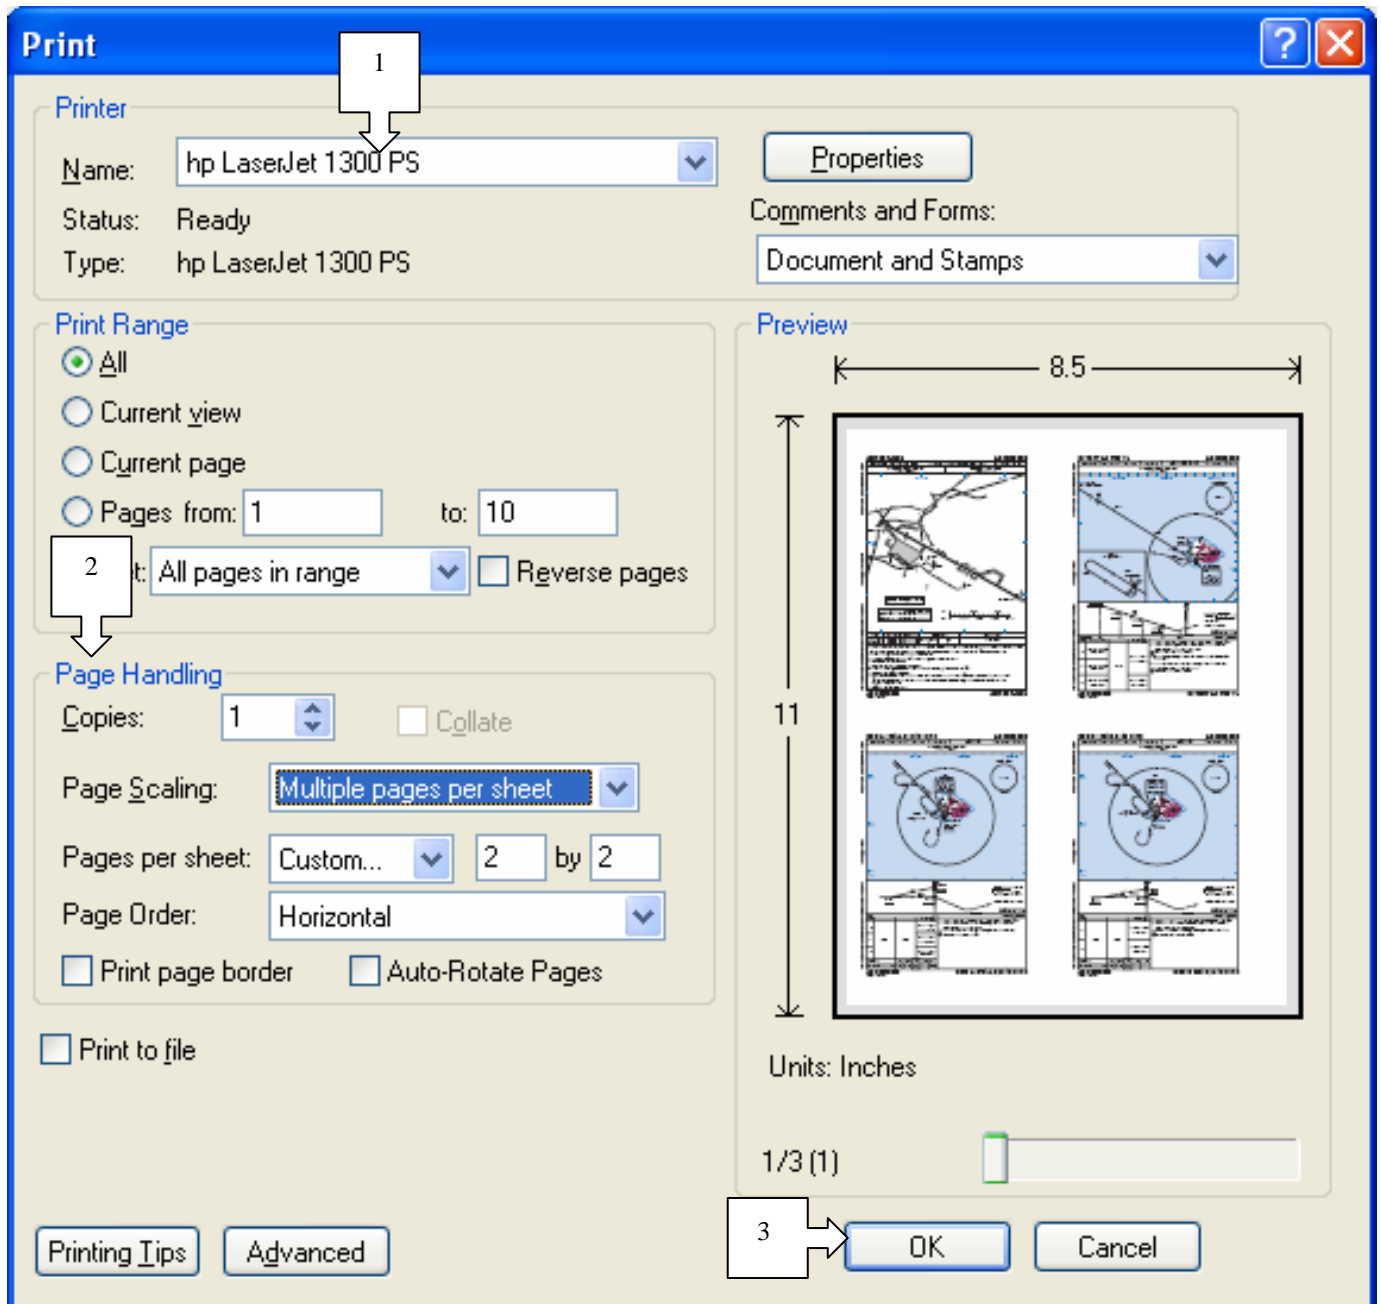 Print
1
Printer
Name: hp LaserJet 1300 PS
Properties
Status: Ready
Comments and Forms:
Type: hp LaserJet 1300 PS
Document and Stamps
Print Range
All
Current view
Current page
Pages from: 1 to: 10
2
t: All pages in range Reverse pages
Preview
8.5
11
Page Handling
Copies: 1 Collate
Page Scaling: Multiple pages per sheet
Pages per sheet: Custom... 2 by 2
Page Order: Horizontal
Print page border Auto-Rotate Pages
Print to file
Units: Inches
1/3 (1)
Printing Tips Advanced
3
OK Cancel